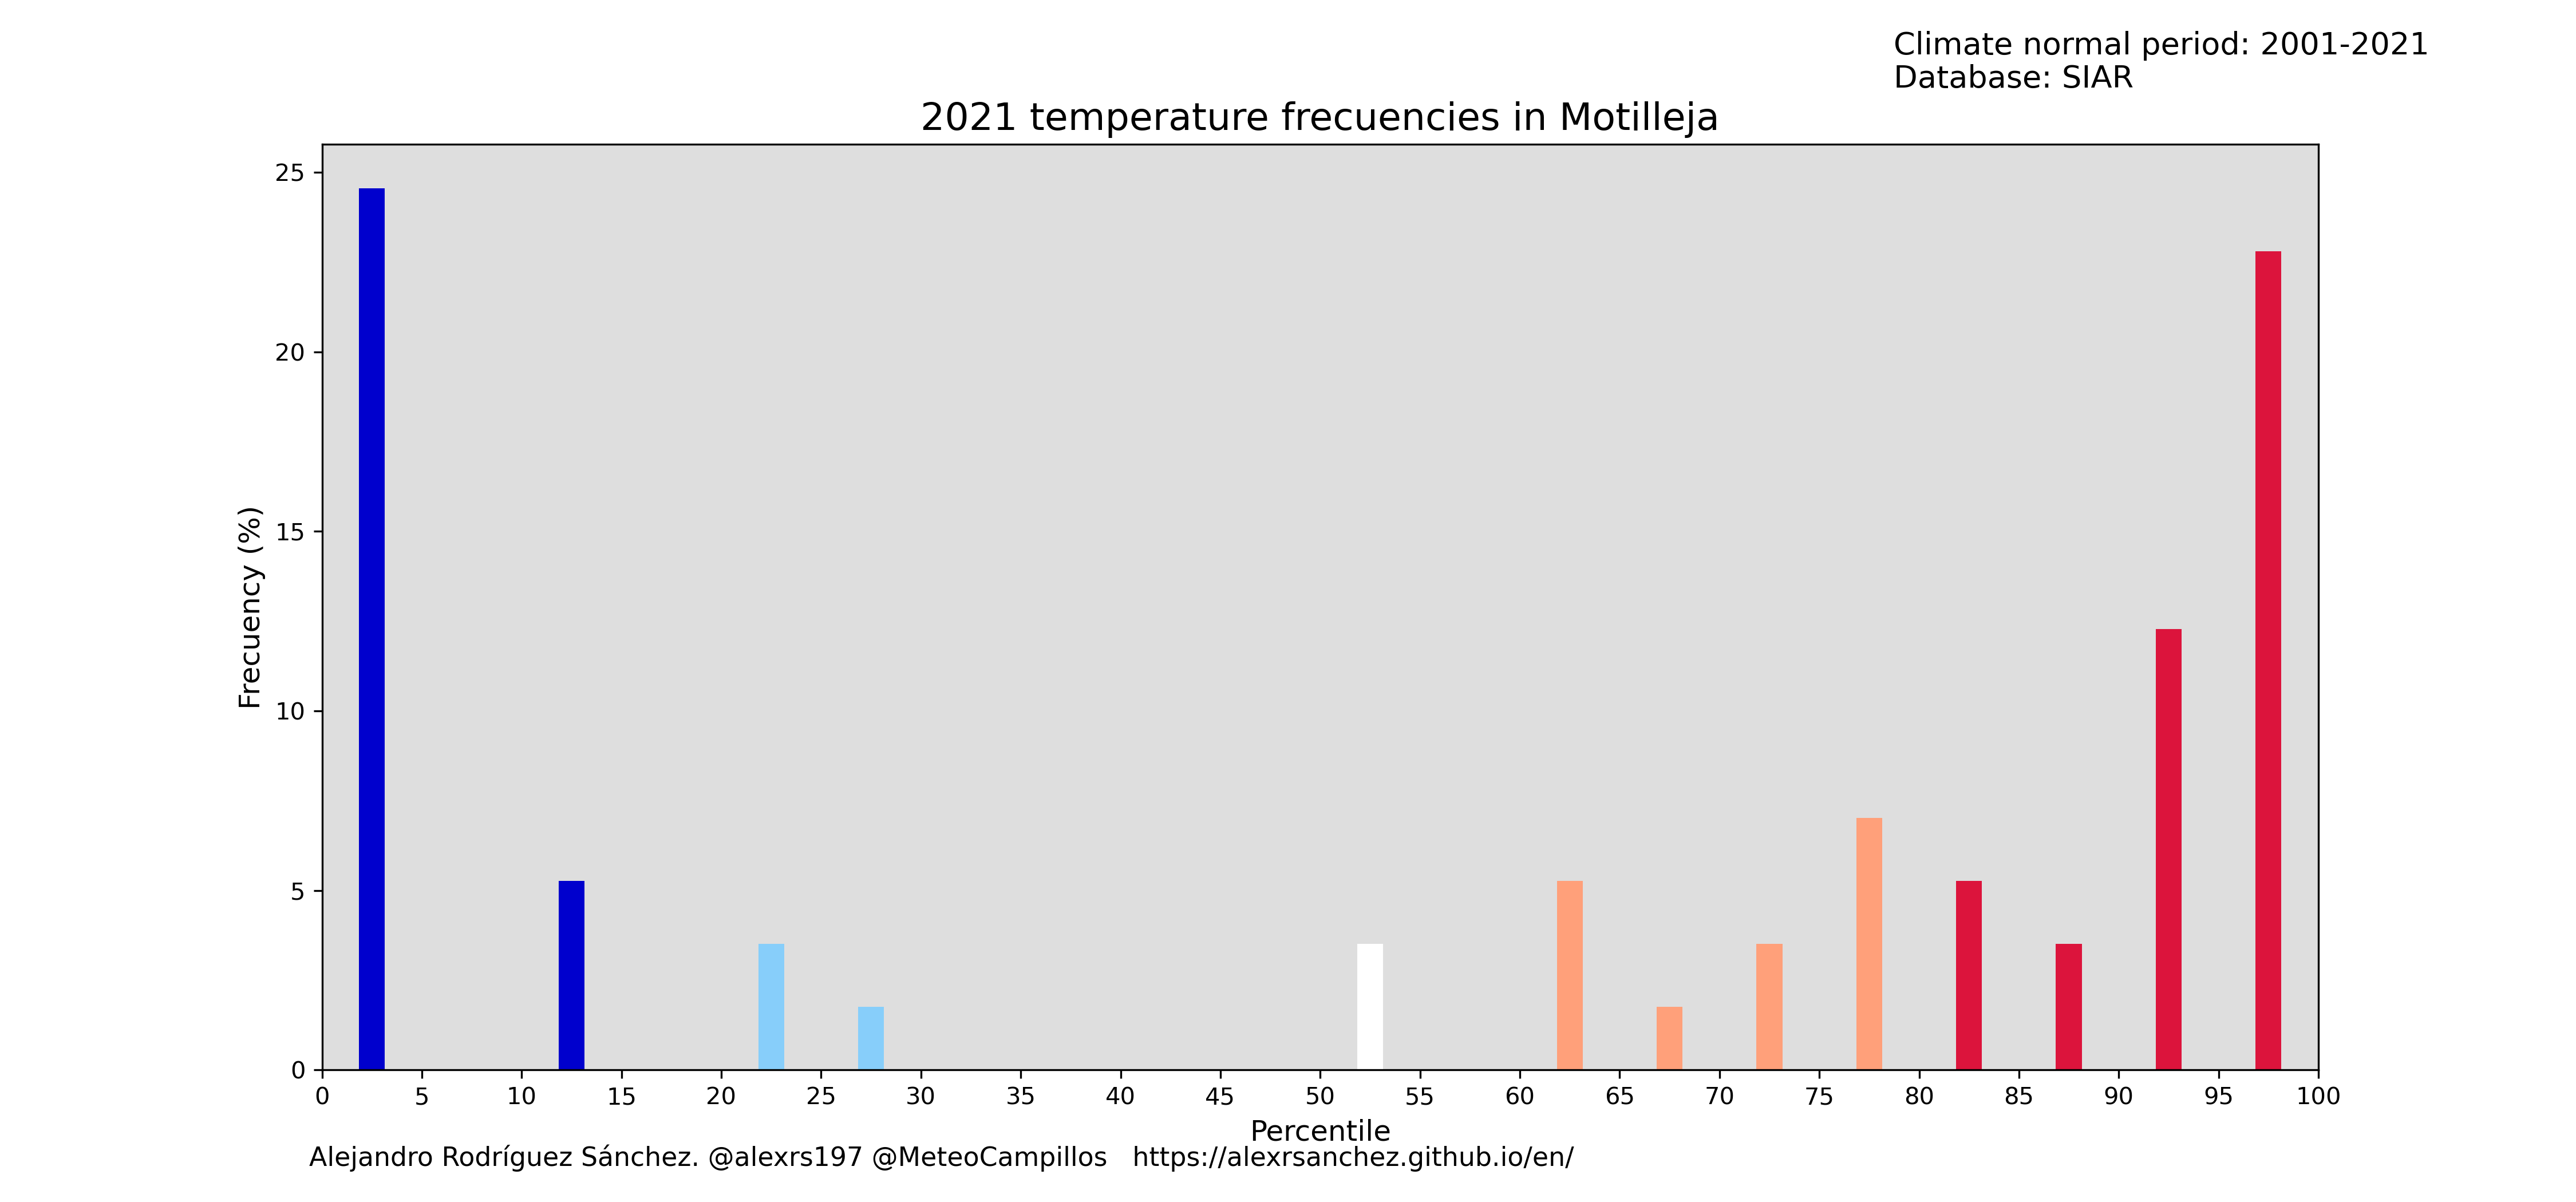 Climate normal period: 2001-2021
Database: SIAR
2021 temperature frecuencies in Motilleja
Frecuency (%)
25
20
15
10
5
0
0 5 10 15 20 25 30 35 40 45 50 55 60 65 70 75 80 85 90 95 100
Percentile
Alejandro Rodríguez Sánchez. @alexrs197 @MeteoCampillos https://alexrsanchez.github.io/en/